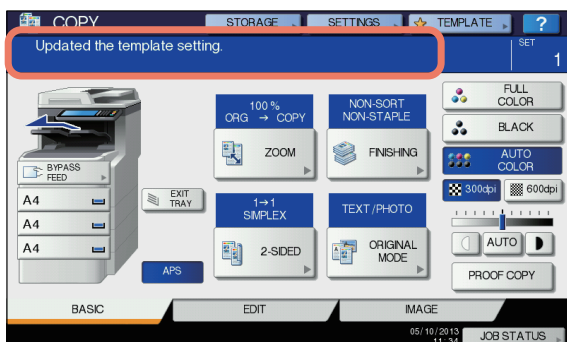 COPY
STORAGE
SETTINGS
TEMPLATE
?
Updated the template setting.
SET
1
100 %
ORG → COPY
ZOOM
NON-SORT
NON-STAPLE
FINISHING
FULL
COLOR
BLACK
AUTO
COLOR
300dpi
600dpi
BYPASS
FEED
A4
A4
A4
EXIT
TRAY
APS
1→1
SIMPLEX
2-SIDED
TEXT/PHOTO
ORIGINAL
MODE
AUTO
PROOF COPY
BASIC
EDIT
IMAGE
05/10/2013
11:34
JOB STATUS